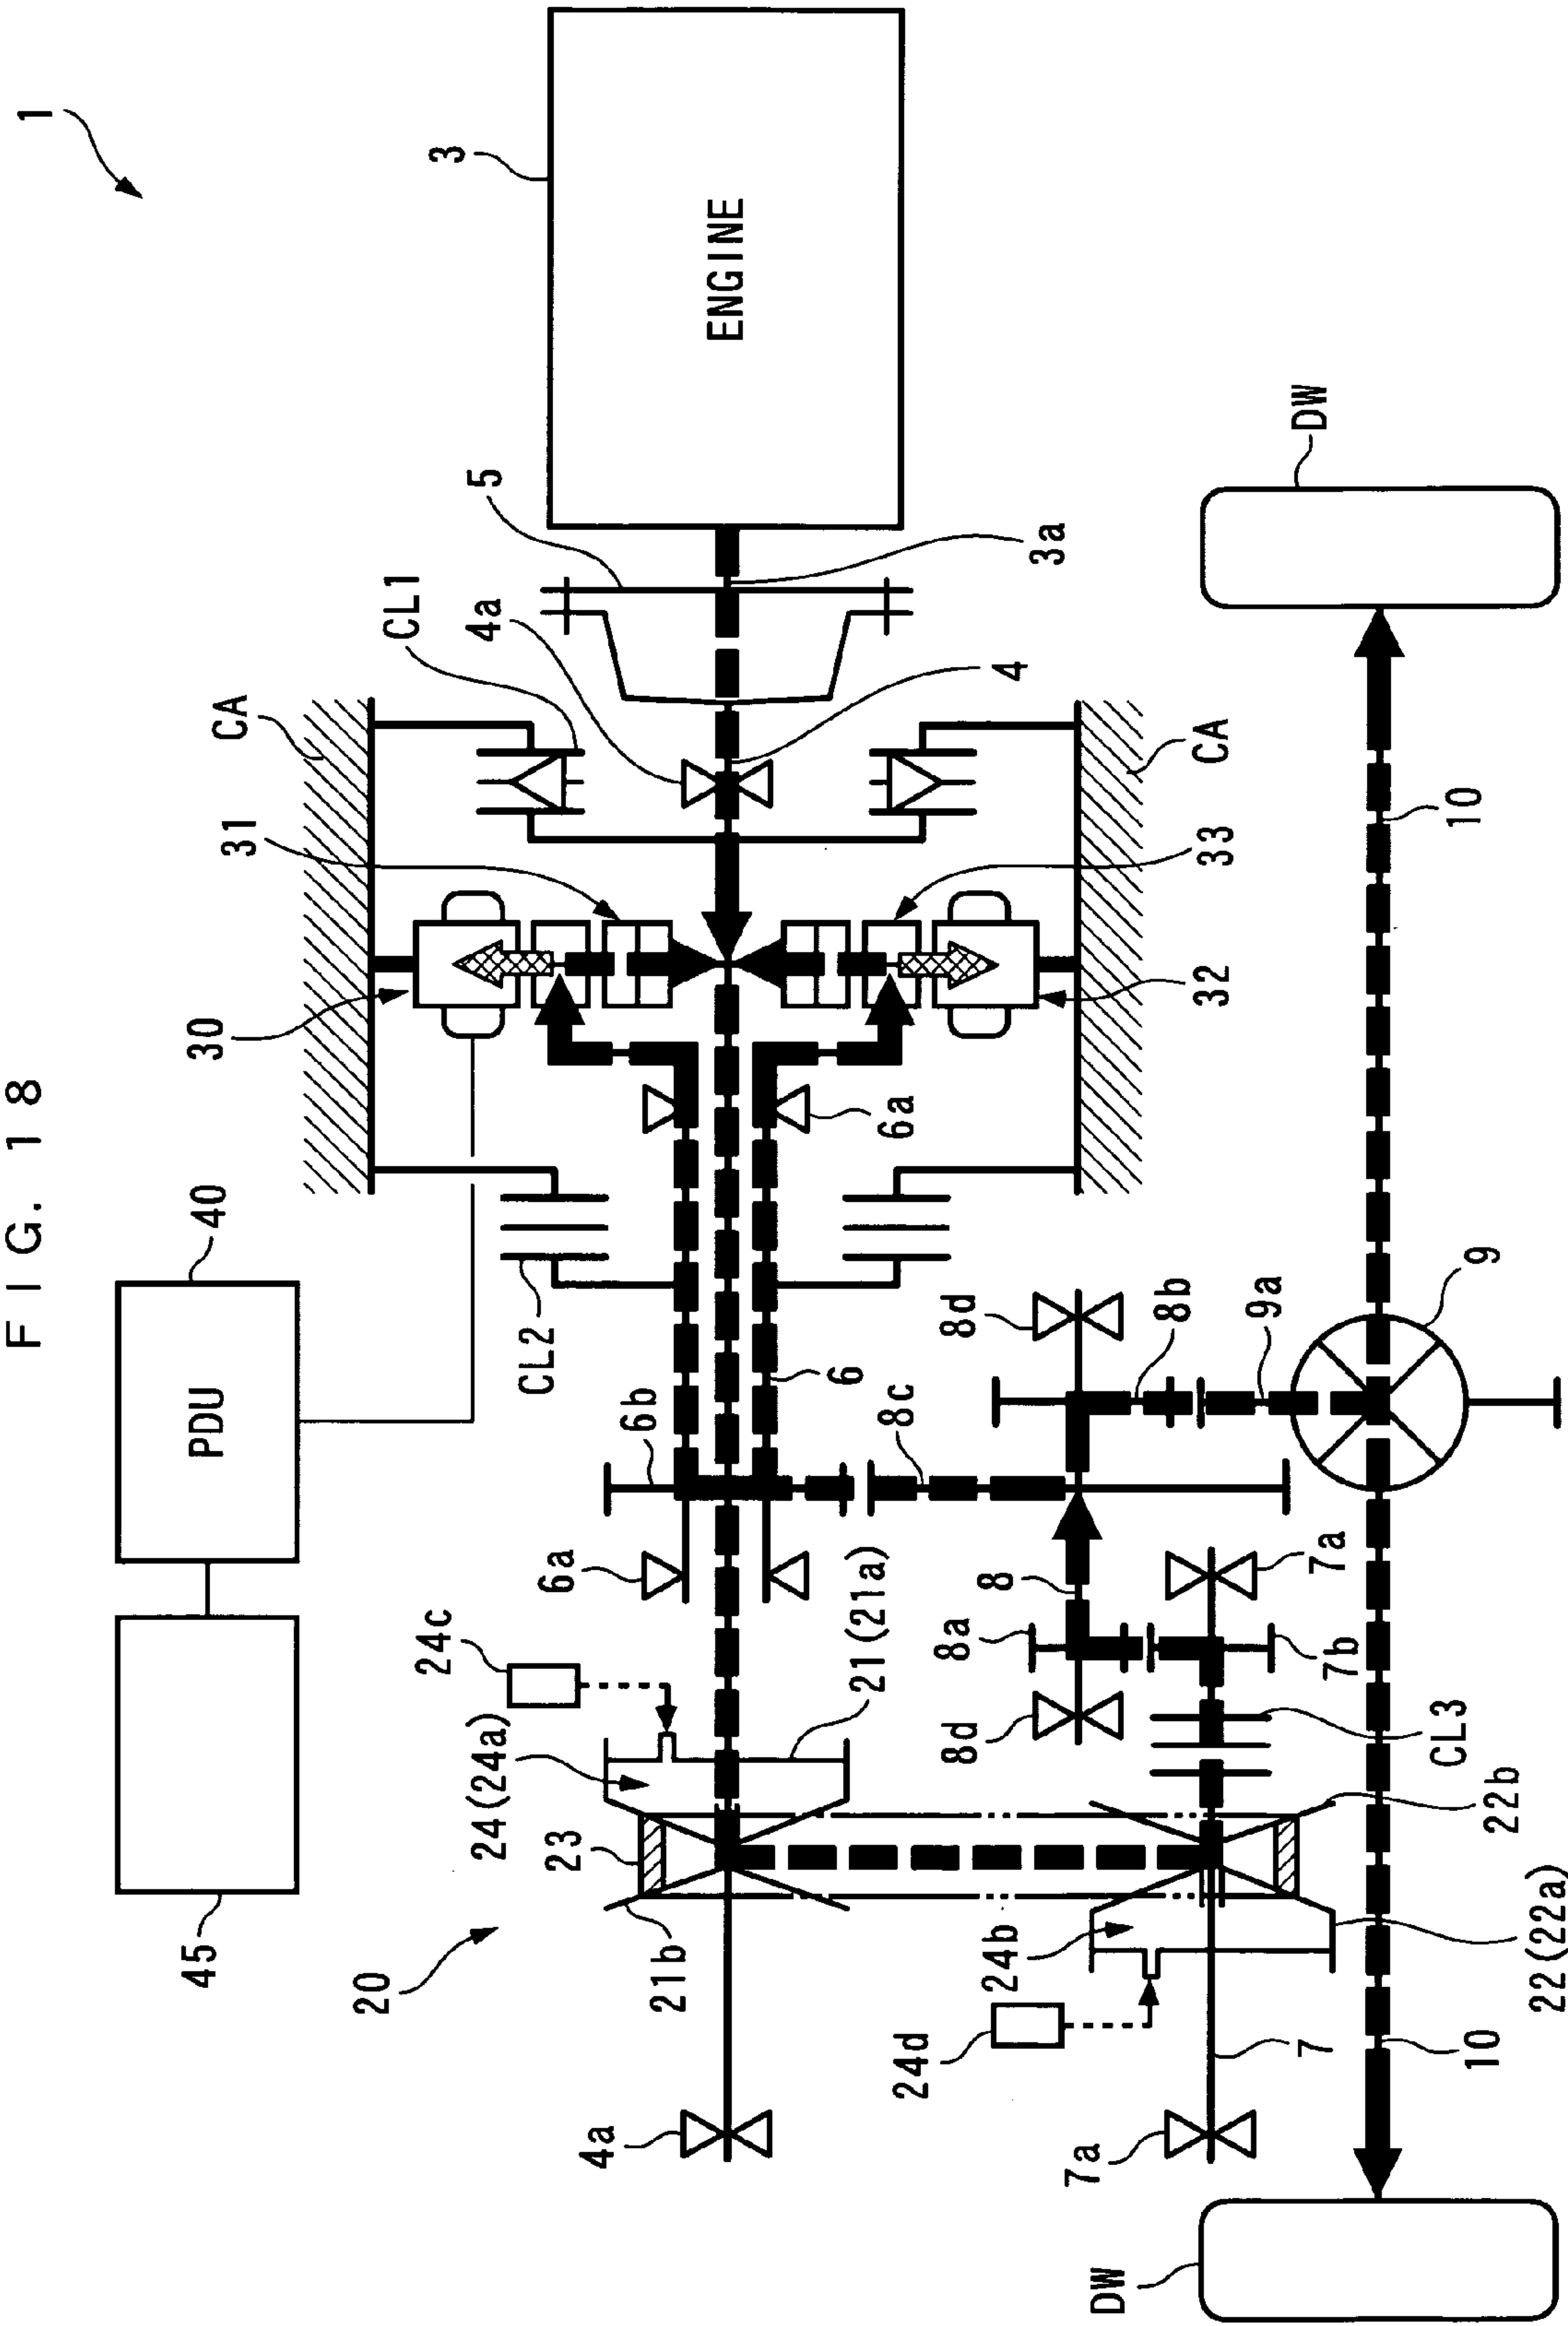 FIG. 18
1
3
ENGINE
5
3a
CL1
4a
4
CA
CA
31
33
30
32
DW
10
6a
40
PDU
CL2
6
6b
8c
8d
8b
9a
9
6a
21(21a)
8
8a
7a
7b
24c
24(24a)
8d
CL3
23
22b
45
20
21b
24b
22(22a)
24d
7
10
4a
7a
DW